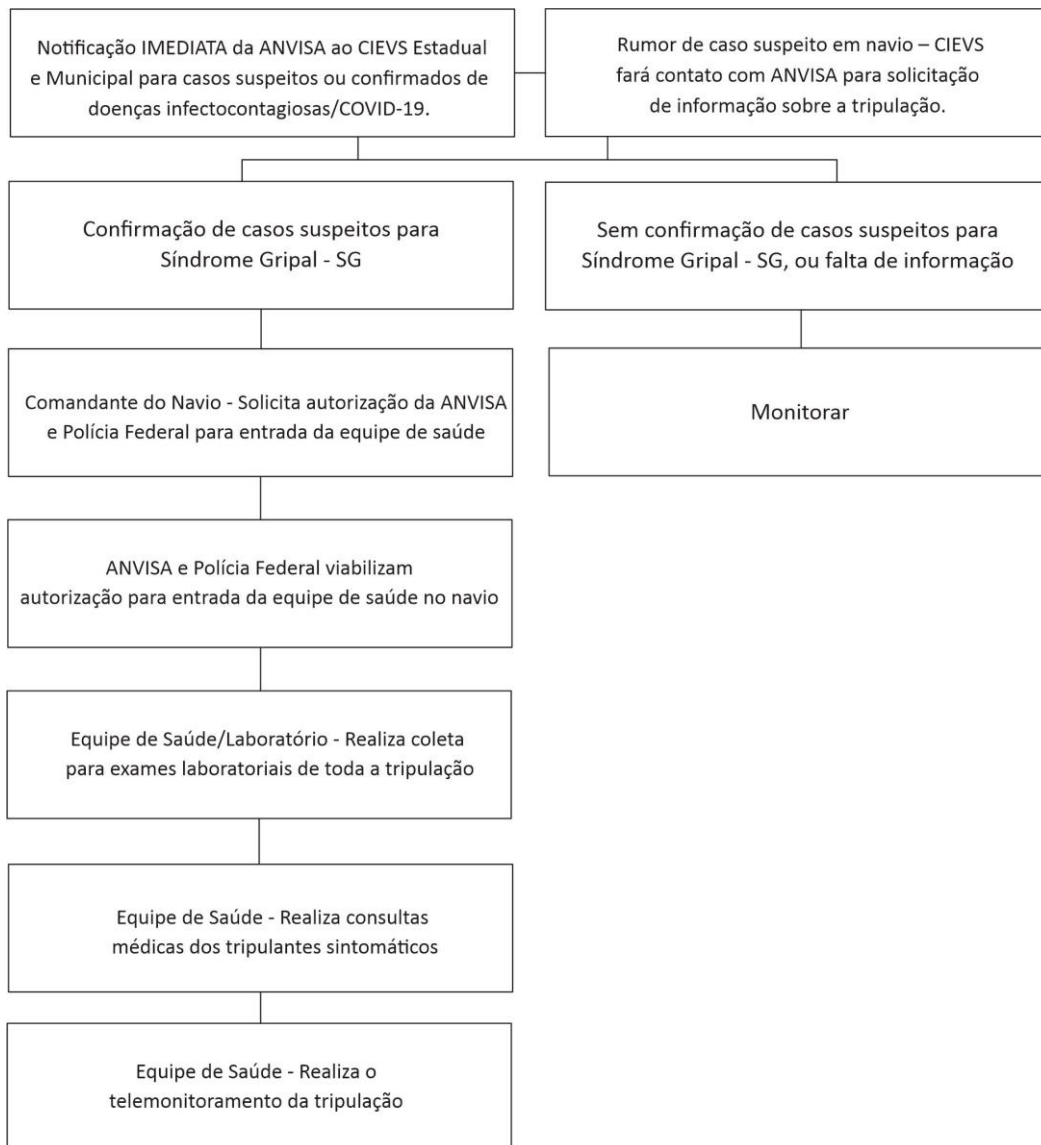 Notificação IMEDIATA da ANVISA ao CIEVS Estadual
e Municipal para casos suspeitos ou confirmados de
doenças infectocontagiosas/COVID-19.
Rumor de caso suspeito em navio – CIEVS
fará contato com ANVISA para solicitação
de informação sobre a tripulação.
Confirmação de casos suspeitos para
Síndrome Gripal - SG
Sem confirmação de casos suspeitos para
Síndrome Gripal - SG, ou falta de informação
Comandante do Navio - Solicita autorização da ANVISA
e Polícia Federal para entrada da equipe de saúde
Monitorar
ANVISA e Polícia Federal viabilizam
autorização para entrada da equipe de saúde no navio
Equipe de Saúde/Laboratório - Realiza coleta
para exames laboratoriais de toda a tripulação
Equipe de Saúde - Realiza consultas
médicas dos tripulantes sintomáticos
Equipe de Saúde - Realiza o
telemonitoramento da tripulação